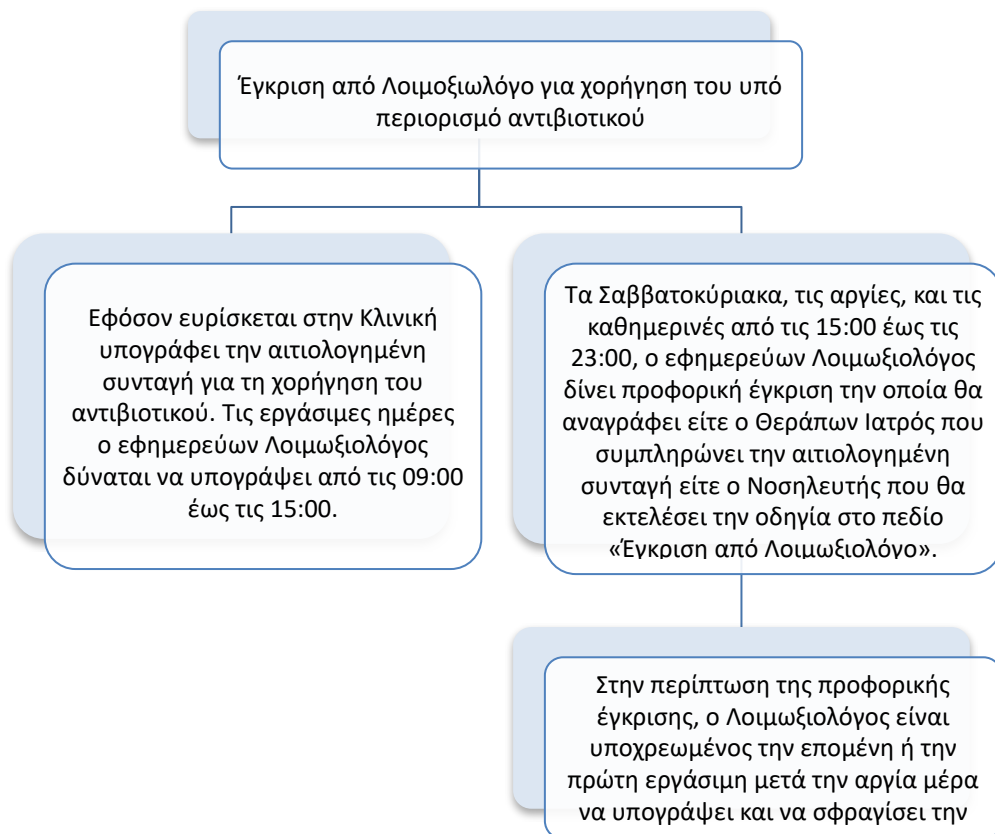 Έγκριση από Λοιμοξιωλόγο για χορήγηση του υπό
περιορισμό αντιβιοτικού
Εφόσον ευρίσκεται στην Κλινική
υπογράφει την αιτιολογημένη
συνταγή για τη χορήγηση του
αντιβιοτικού. Τις εργάσιμες ημέρες
ο εφημερεύων Λοιμωξιολόγος
δύναται να υπογράψει από τις 09:00
έως τις 15:00.
Τα Σαββατοκύριακα, τις αργίες, και τις
καθημερινές από τις 15:00 έως τις
23:00, ο εφημερεύων Λοιμωξιολόγος
δίνει προφορική έγκριση την οποία θα
αναγράφει είτε ο Θεράπων Ιατρός που
συμπληρώνει την αιτιολογημένη
συνταγή είτε ο Νοσηλευτής που θα
εκτελέσει την οδηγία στο πεδίο
«Έγκριση από Λοιμωξιολόγο».
Στην περίπτωση της προφορικής
έγκρισης, ο Λοιμωξιολόγος είναι
υποχρεωμένος την επομένη ή την
πρώτη εργάσιμη μετά την αργία μέρα
να υπογράψει και να σφραγίσει την